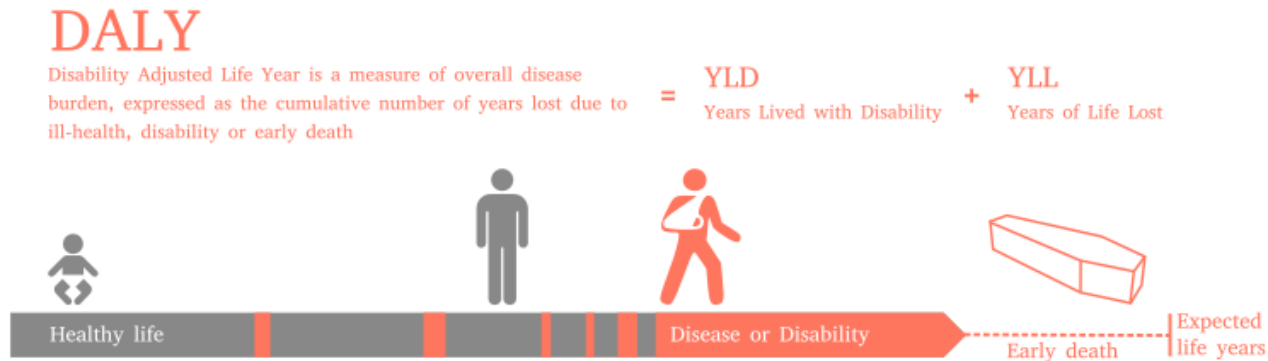 DALY
Disability Adjusted Life Year is a measure of overall disease
burden, expressed as the cumulative number of years lost due to
ill-health, disability or early death
=
YLD
Years Lived with Disability
+
YLL
Years of Life Lost
Healthy life
Disease or Disability
Early death
Expected
life years